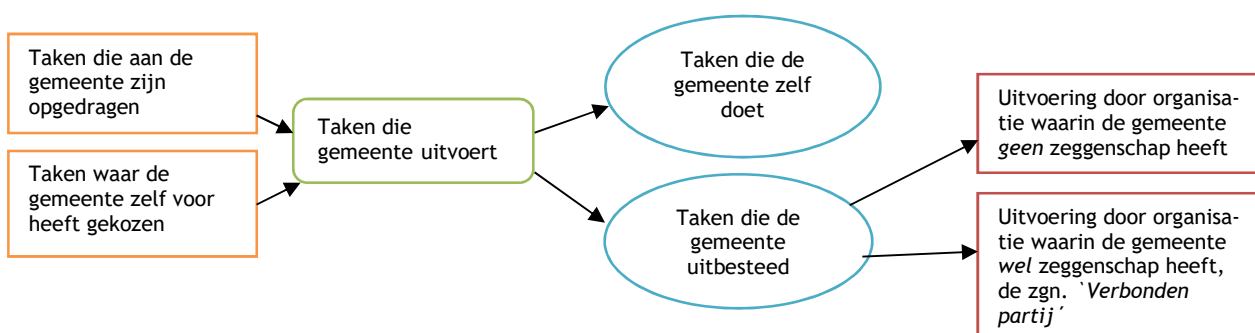 Taken die aan de
gemeente zijn
opgedragen
Taken waar de
gemeente zelf voor
heeft gekozen
Taken die
gemeente uitvoert
Taken die de
gemeente zelf
doet
Taken die de
gemeente
uitbesteed
Uitvoering door organisa-
tie waarin de gemeente
geen zeggenschap heeft
Uitvoering door organisa-
tie waarin de gemeente
wel zeggenschap heeft,
de zgn. `Verbonden
partij´